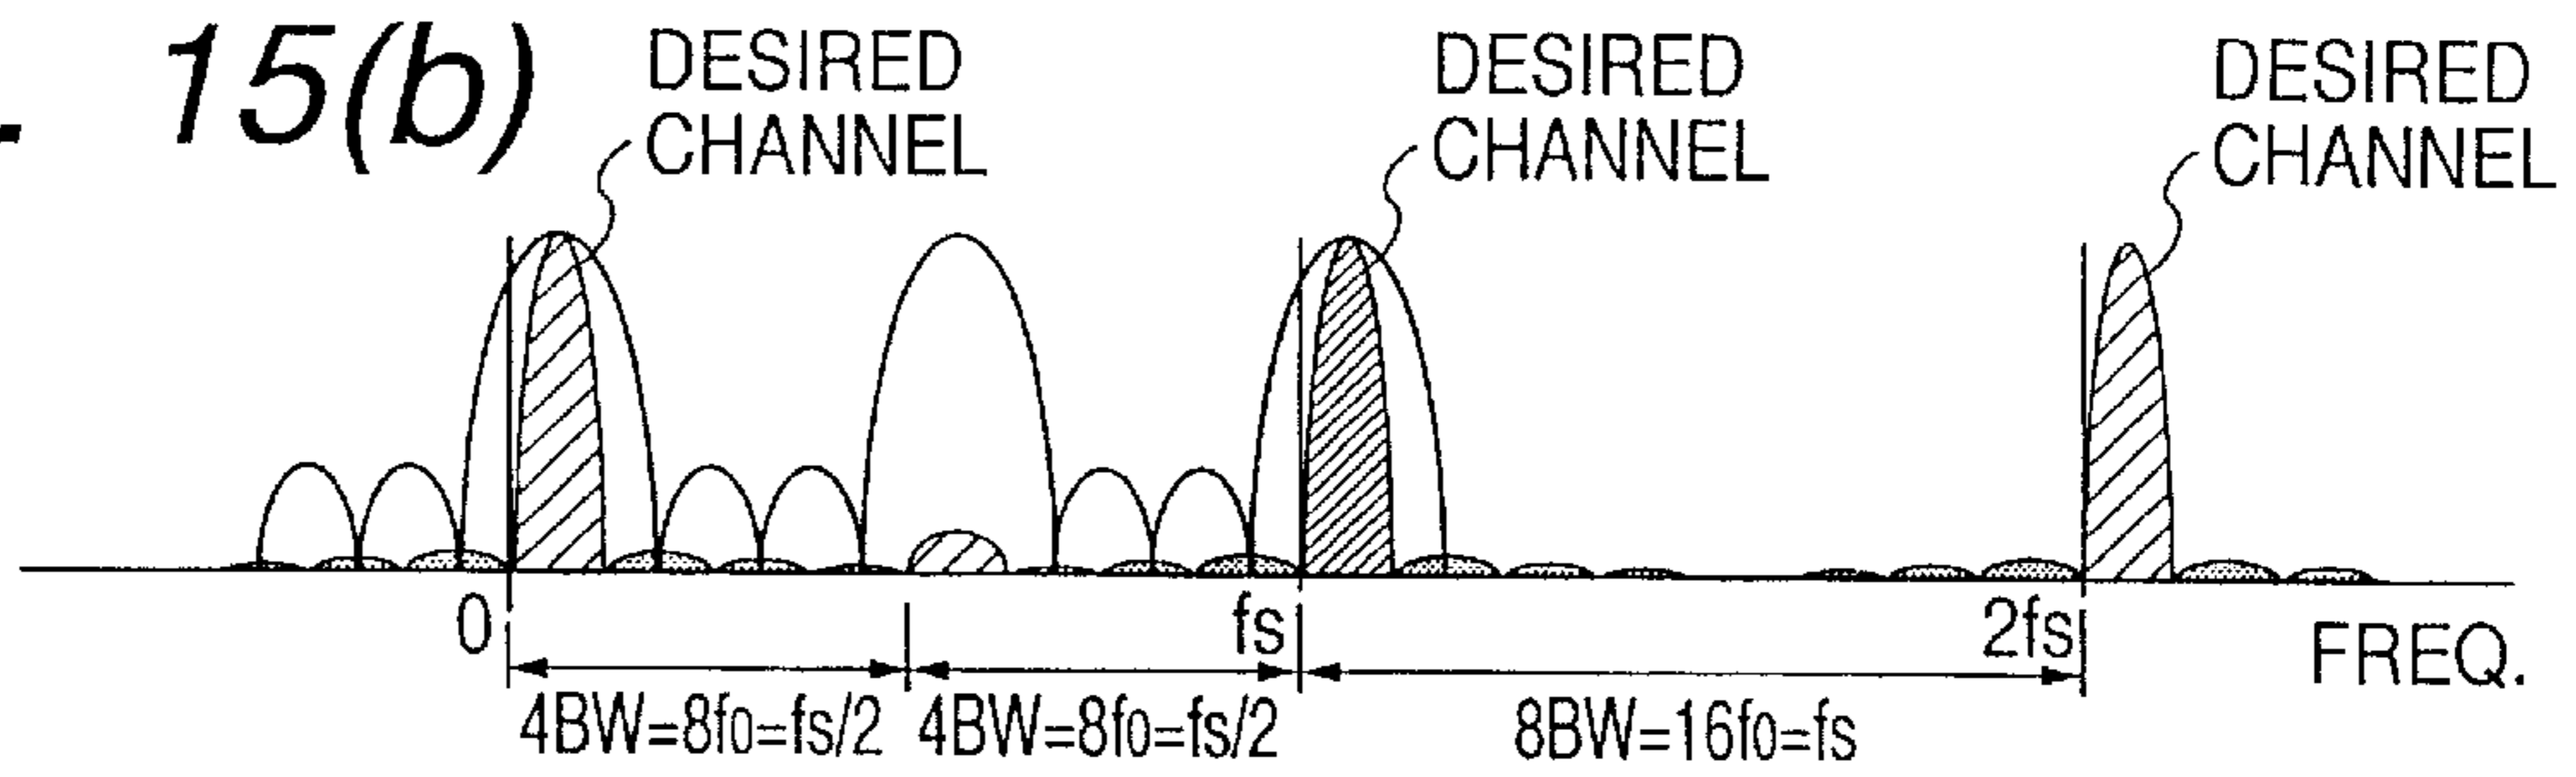 . 15(b)
DESIRED
CHANNEL
DESIRED
CHANNEL
DESIRED
CHANNEL
0
fs
2fs
FREQ.
4BW=8f0=fs/2
4BW=8f0=fs/2
8BW=16f0=fs